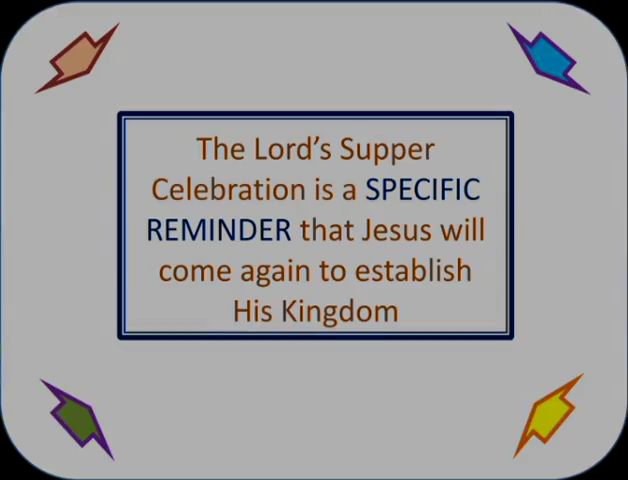 The Lord's Supper
Celebration is a SPECIFIC
REMINDER that Jesus will
come again to establish
His Kingdom